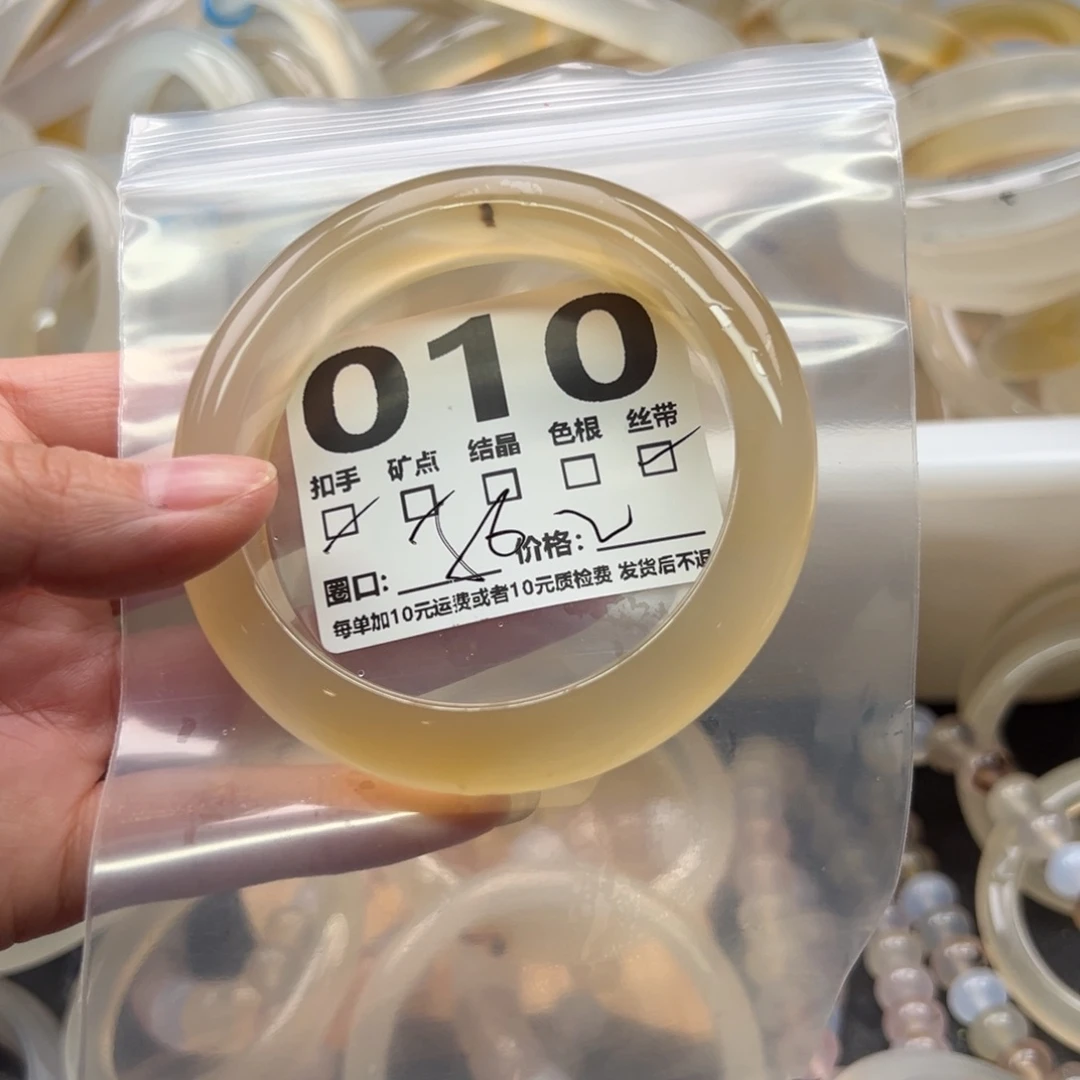 010
扣手 矿点 结晶 色根 丝带
圈口: 价格:
每单加10元运费或者10元质检费 发货后不退